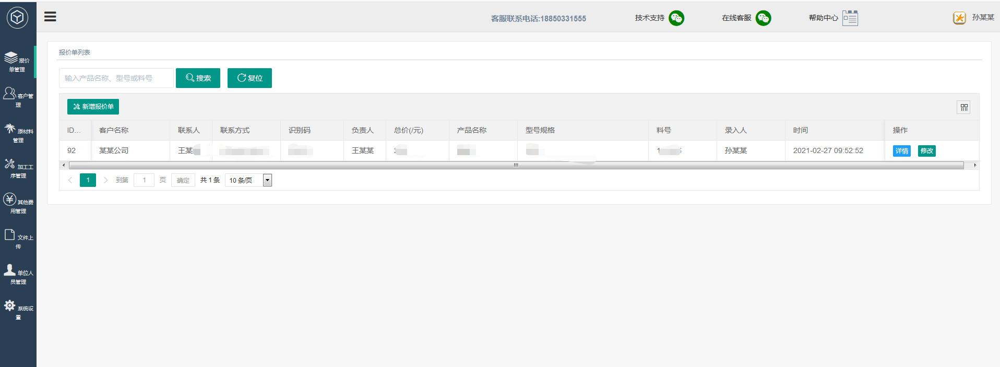 客服联系电话:18850331555
技术支持
在线客服
帮助中心
孙某某
报价
单管理
客户管
理
原材料
管理
加工工
序管理
其他费
用管理
文件上
传
单位人
员管理
系统设
置
报价单列表
输入产品名称、型号或料号
搜索
复位
新增报价单
ID... 客户名称 联系人 联系方式 识别码 负责人 总价(/元) 产品名称 型号规格 料号 录入人 时间 操作
92 某某公司 王某 王某某 孙某某 2021-02-27 09:52:52 详情 修改
1 到第 1 页 确定 共 1 条 10 条/页